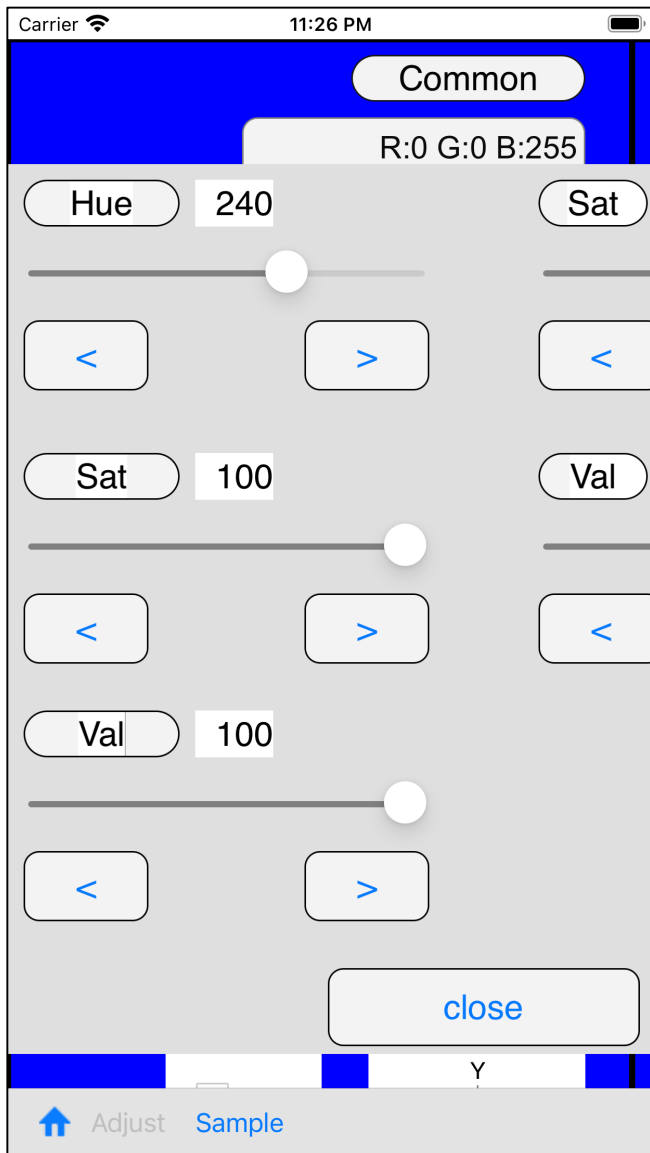 Carrier 11:26 PM
Common
R:0 G:0 B:255
Hue 240 Sat
< > <
Sat 100 Val
< > <
Val 100
< >
close
Y
Adjust Sample